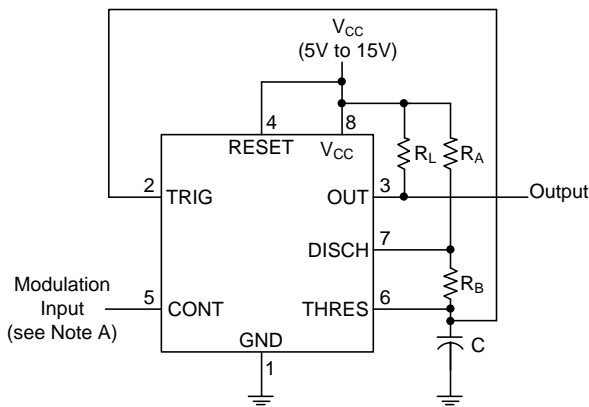 VCC
(5V to 15V)
4
8
RESET
VCC
RL
RA
2
TRIG
OUT
3
Output
DISCH
7
RB
Modulation
Input
(see Note A)
5
CONT
THRES
6
GND
1
C